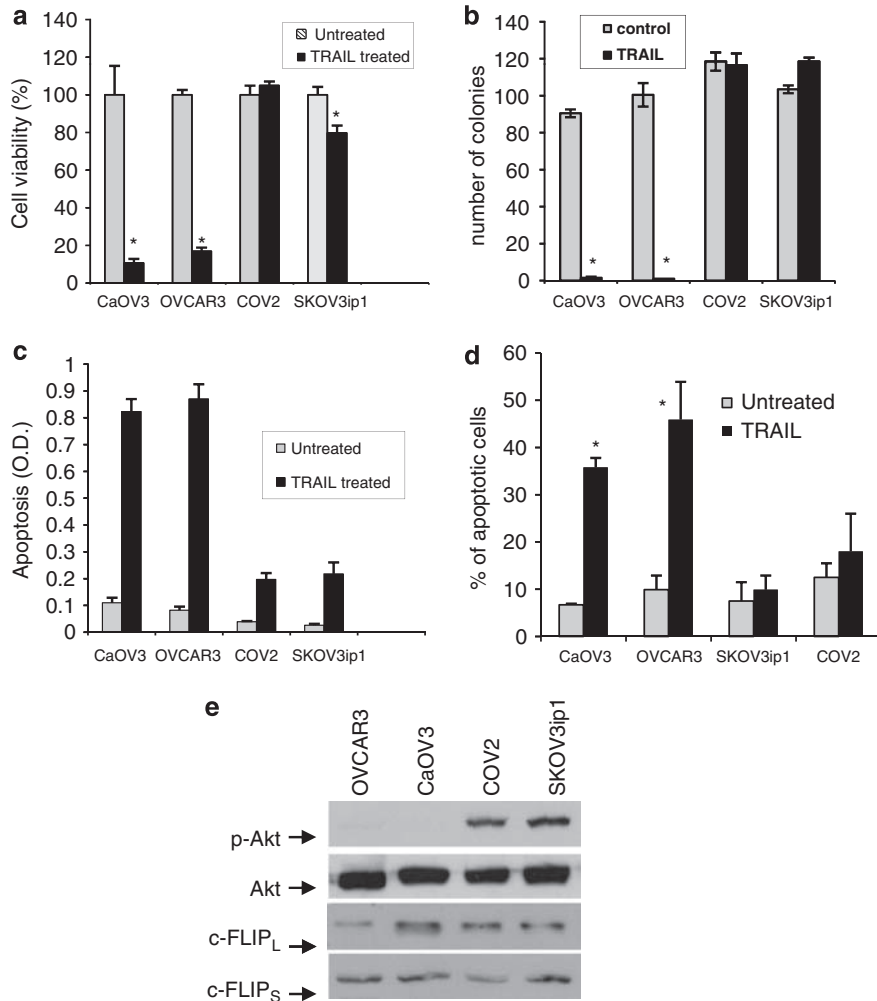 a
140
120
100
80
60
40
20
0
Cell viability (%)
Untreated
TRAIL treated
*
*
*
CaOV3 OVCAR3 COV2 SKOV3ip1
b
140
120
100
80
60
40
20
0
number of colonies
control
TRAIL
*
*
CaOV3 OVCAR3 COV2 SKOV3ip1
c
1
0.9
0.8
0.7
0.6
0.5
0.4
0.3
0.2
0.1
0
Apoptosis (O.D.)
Untreated
TRAIL treated
CaOV3 OVCAR3 COV2 SKOV3ip1
d
60
50
40
30
20
10
0
% of apoptotic cells
Untreated
TRAIL
*
*
CaOV3 OVCAR3 SKOV3ip1 COV2
e
OVCAR3
CaOV3
COV2
SKOV3ip1
p-Akt
Akt
c-FLIPL
c-FLIPS